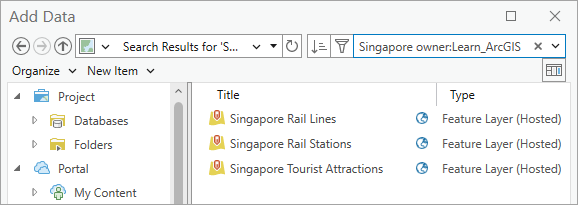 Add Data
Search Results for 'S...
Singapore owner:Learn_ArcGIS
Organize New Item
Project
Databases
Folders
Portal
My Content
Title Type
Singapore Rail Lines Feature Layer (Hosted)
Singapore Rail Stations Feature Layer (Hosted)
Singapore Tourist Attractions Feature Layer (Hosted)